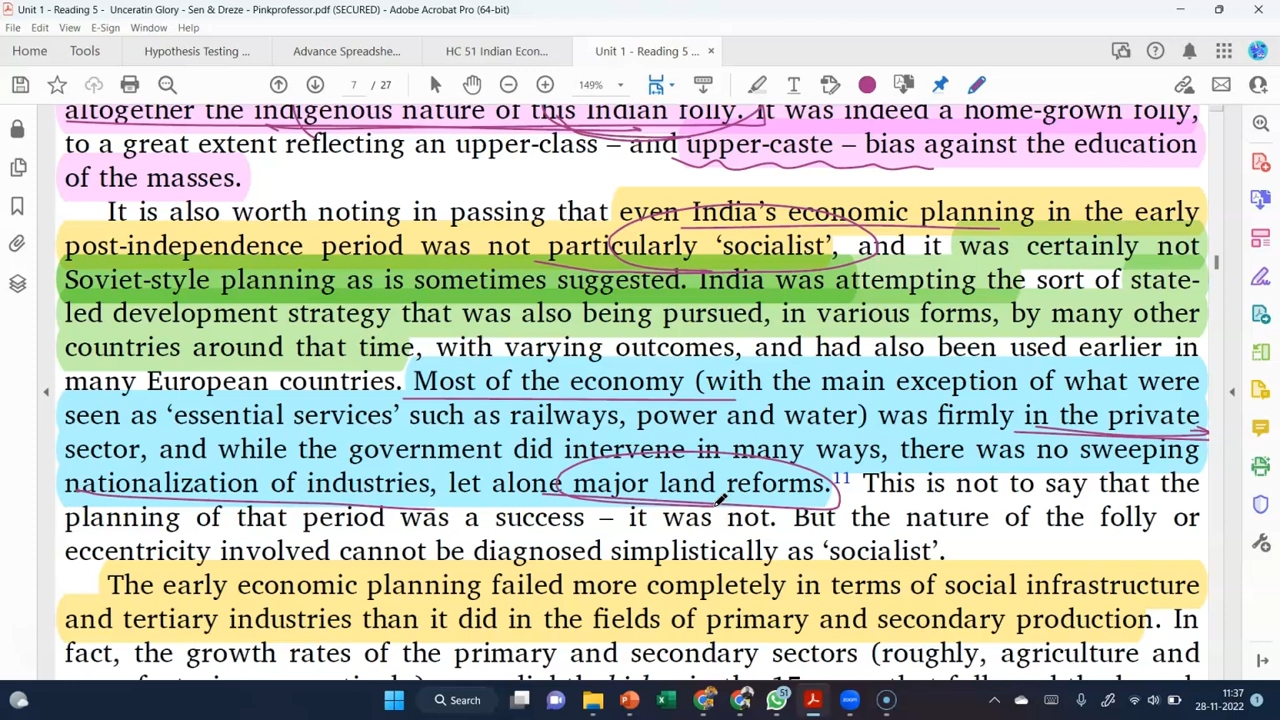 Unit 1 - Reading 5 - Unceratin Glory - Sen & Dreze - Pinkprofessor.pdf (SECURED) - Adobe Acrobat Pro (64-bit)
File Edit View E-Sign Window Help
Home Tools Hypothesis Testing ... Advance Spreadshe... HC 51 Indian Econ... Unit 1 - Reading 5 ... ×
7 / 27 149%
altogether the indigenous nature of this Indian folly. It was indeed a home-grown folly,
to a great extent reflecting an upper-class – and upper-caste – bias against the education
of the masses.
It is also worth noting in passing that even India’s economic planning in the early
post-independence period was not particularly ‘socialist’, and it was certainly not
Soviet-style planning as is sometimes suggested. India was attempting the sort of state-
led development strategy that was also being pursued, in various forms, by many other
countries around that time, with varying outcomes, and had also been used earlier in
many European countries. Most of the economy (with the main exception of what were
seen as ‘essential services’ such as railways, power and water) was firmly in the private
sector, and while the government did intervene in many ways, there was no sweeping
nationalization of industries, let alone major land reforms.11 This is not to say that the
planning of that period was a success – it was not. But the nature of the folly or
eccentricity involved cannot be diagnosed simplistically as ‘socialist’.
The early economic planning failed more completely in terms of social infrastructure
and tertiary industries than it did in the fields of primary and secondary production. In
fact, the growth rates of the primary and secondary sectors (roughly, agriculture and
Search 51 11:37
28-11-2022